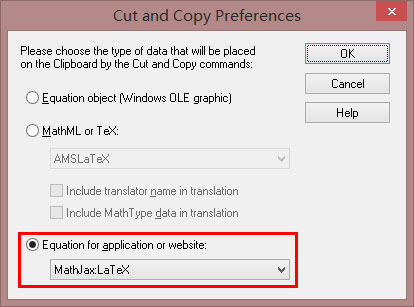 Cut and Copy Preferences
Please choose the type of data that will be placed
on the Clipboard by the Cut and Copy commands:
OK
Cancel
Help
Equation object (Windows OLE graphic)
MathML or TeX:
AMSLaTeX
Include translator name in translation
Include MathType data in translation
Equation for application or website:
MathJax:LaTeX